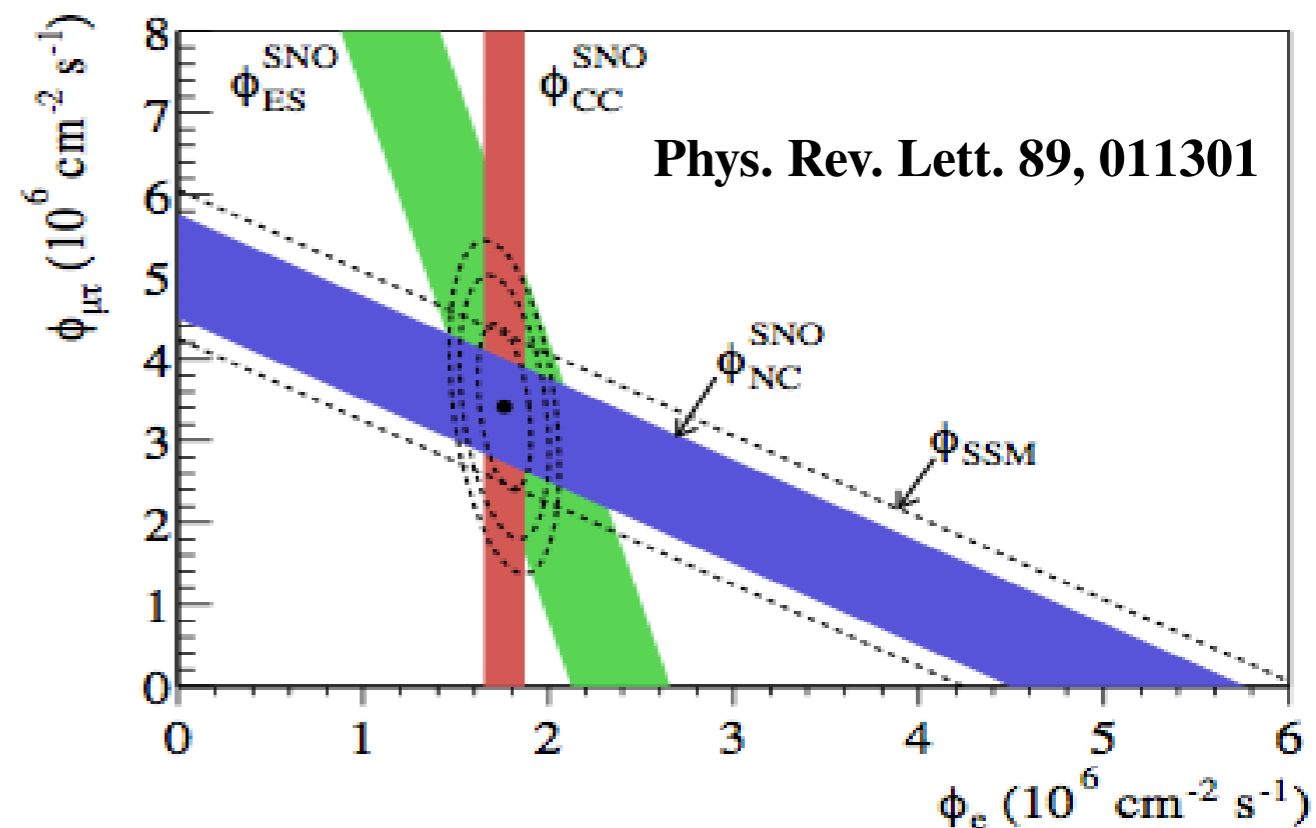 ϕ_ES^SNO
ϕ_CC^SNO
Phys. Rev. Lett. 89, 011301
ϕ_NC^SNO
ϕ_SSM
ϕ_μτ (10^6 cm^-2 s^-1)
8
7
6
5
4
3
2
1
0
0 1 2 3 4 5 6
ϕ_e (10^6 cm^-2 s^-1)